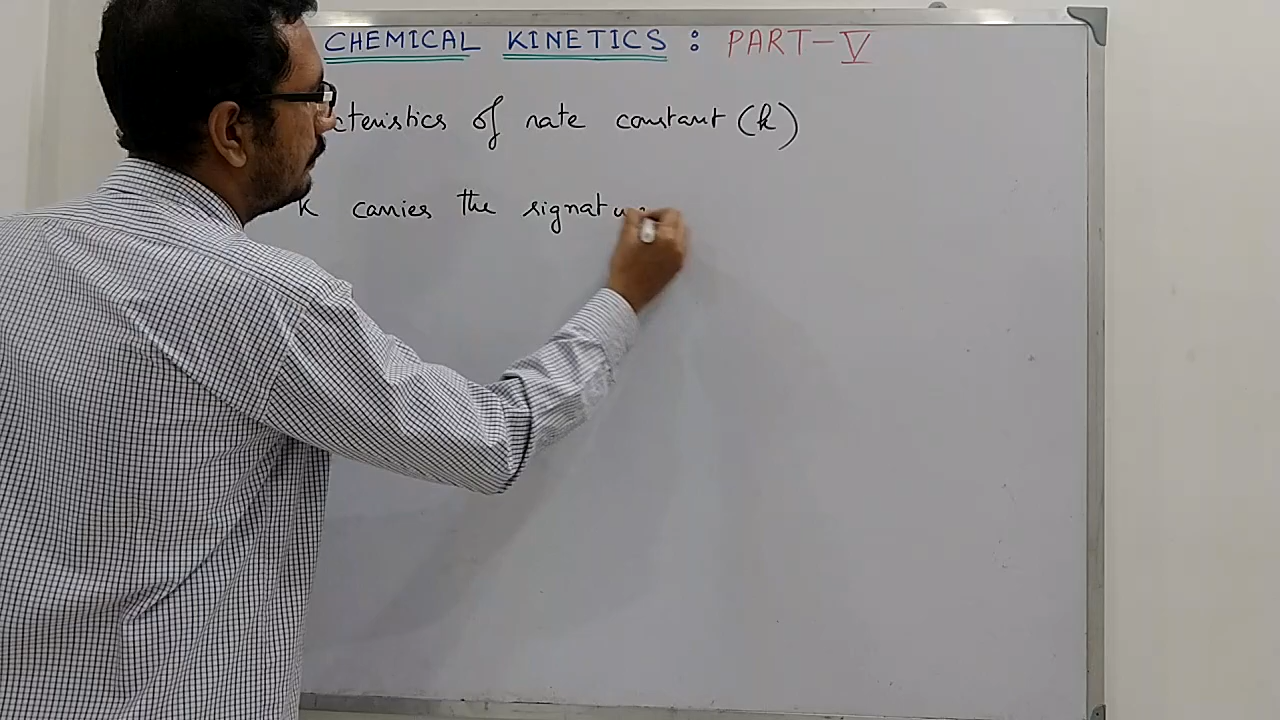 CHEMICAL KINETICS : PART-V
cteristics of rate constant (k)
K carries the signatu